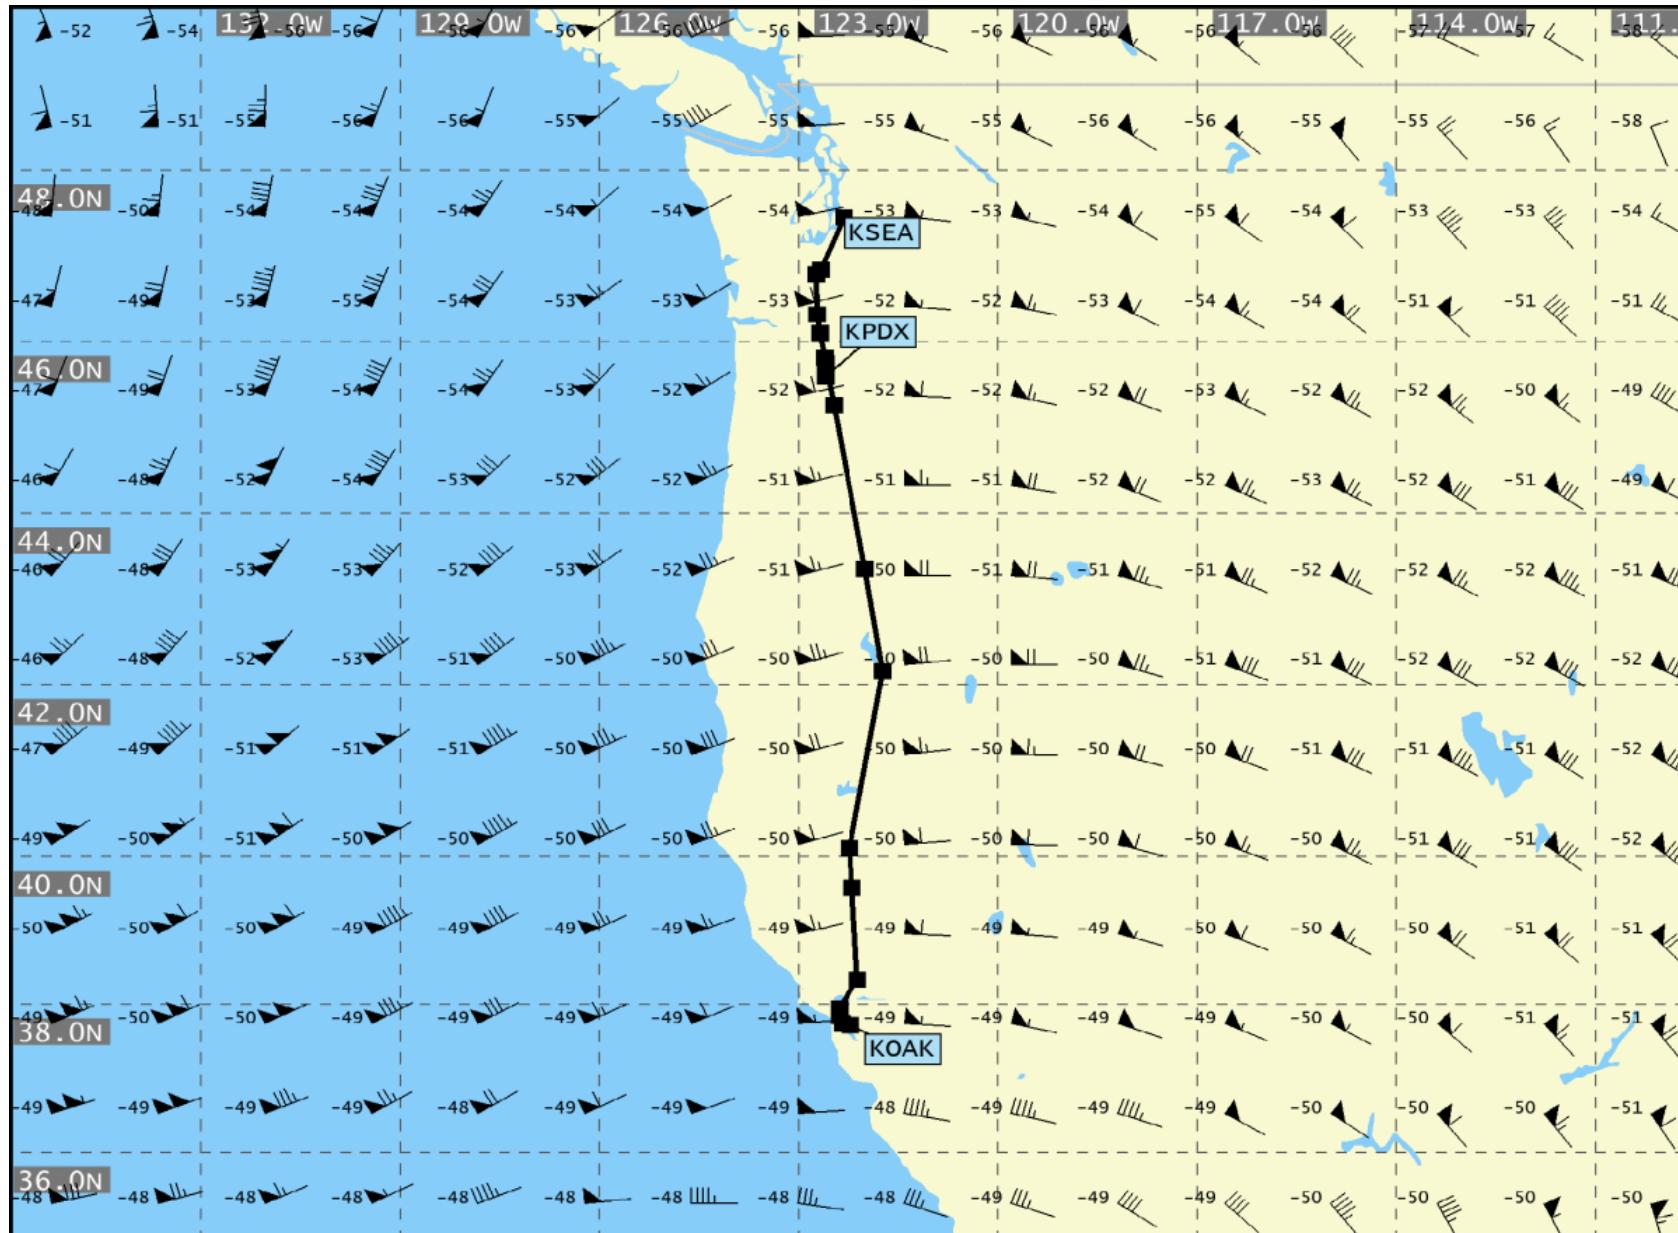 132.0W 129.0W 126.0W 123.0W 120.0W 117.0W 114.0W 111.
-52 -54 -56 -56 -56 -56 -56 -56 -55 -56 -56 -56 -56 -57 -57 -58
-51 -51 -55 -56 -56 -55 -55 -55 -55 -55 -56 -56 -55 -55 -56 -58
48.0N
-48 -50 -54 -54 -54 -54 -54 -54 -53 -53 -54 -55 -54 -53 -53 -54
KSEA
-47 -49 -53 -55 -54 -53 -53 -53 -52 -52 -53 -54 -54 -51 -51 -51
KPDX
46.0N
-47 -49 -53 -54 -54 -53 -52 -52 -52 -52 -52 -53 -52 -52 -50 -49
-46 -48 -52 -54 -53 -52 -52 -51 -51 -51 -52 -52 -53 -52 -51 -49
44.0N
-46 -48 -53 -53 -52 -53 -52 -51 -50 -51 -51 -51 -52 -52 -52 -51
-46 -48 -52 -53 -51 -50 -50 -50 -50 -50 -50 -51 -51 -52 -52 -52
42.0N
-47 -49 -51 -51 -51 -50 -50 -50 -50 -50 -50 -50 -51 -51 -51 -52
-49 -50 -51 -50 -50 -50 -50 -50 -50 -50 -50 -50 -50 -51 -51 -52
40.0N
-50 -50 -50 -49 -49 -49 -49 -49 -49 -49 -49 -50 -50 -50 -51 -51
-49 -50 -50 -49 -49 -49 -49 -49 -49 -49 -49 -49 -50 -50 -51 -51
38.0N
KOAK
-49 -49 -49 -49 -48 -49 -49 -49 -48 -49 -49 -49 -50 -50 -50 -51
36.0N
-48 -48 -48 -48 -48 -48 -48 -48 -48 -49 -49 -49 -50 -50 -50 -50